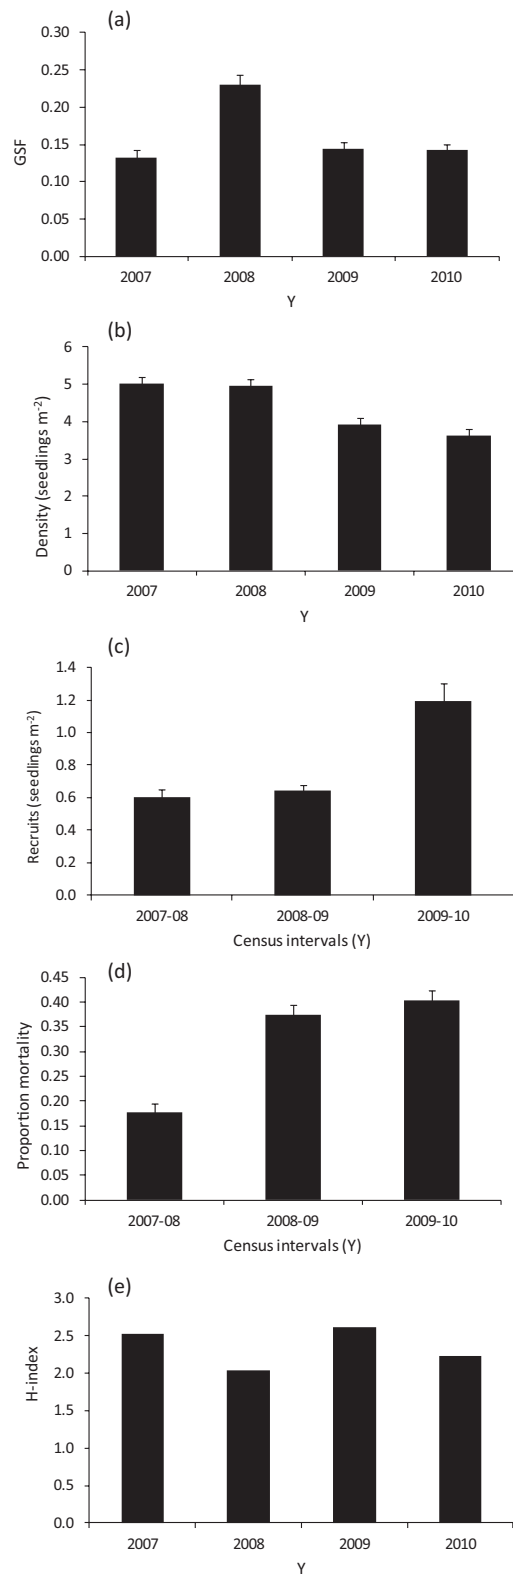 (a)
0.30
0.25
0.20
0.15
0.10
0.05
0.00
GSF
2007 2008 2009 2010
Y
(b)
6
5
4
3
2
1
0
Density (seedlings m⁻²)
2007 2008 2009 2010
Y
(c)
1.4
1.2
1.0
0.8
0.6
0.4
0.2
0.0
Recruits (seedlings m⁻²)
2007-08 2008-09 2009-10
Census intervals (Y)
(d)
0.45
0.40
0.35
0.30
0.25
0.20
0.15
0.10
0.05
0.00
Proportion mortality
2007-08 2008-09 2009-10
Census intervals (Y)
(e)
3.0
2.5
2.0
1.5
1.0
0.5
0.0
H-index
2007 2008 2009 2010
Y